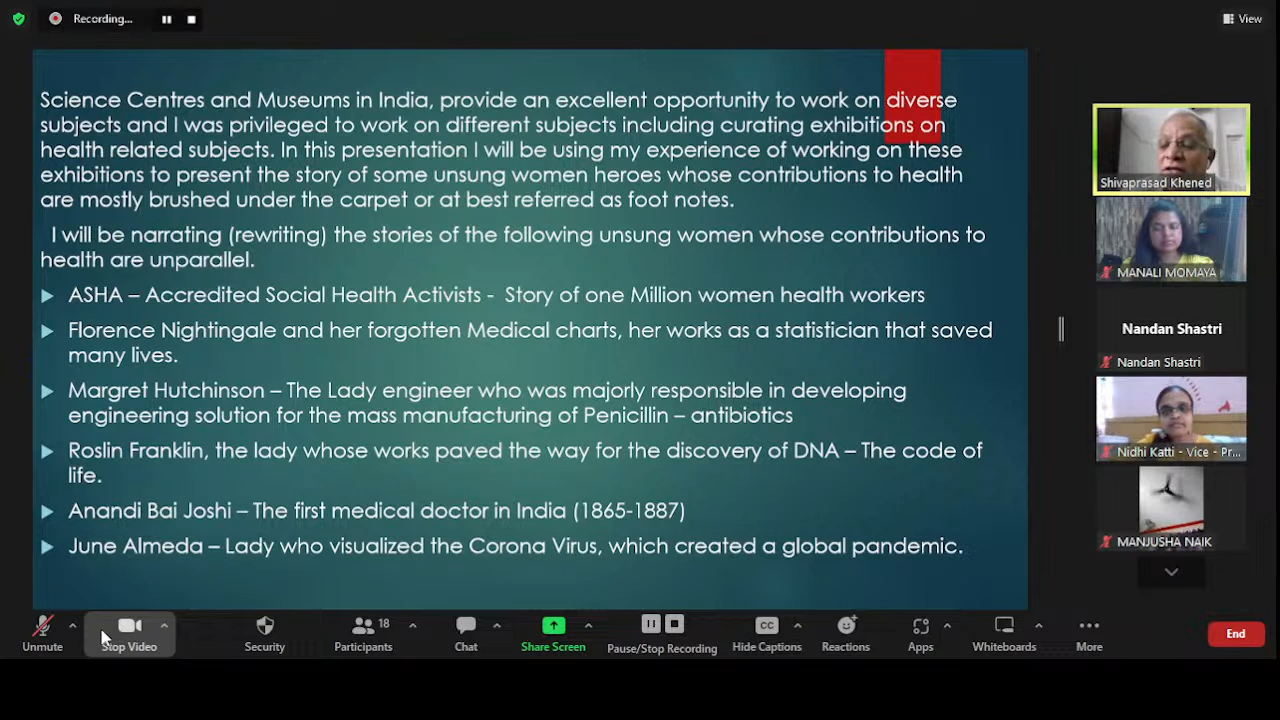 Recording...
View
Science Centres and Museums in India, provide an excellent opportunity to work on diverse
subjects and I was privileged to work on different subjects including curating exhibitions on
health related subjects. In this presentation I will be using my experience of working on these
exhibitions to present the story of some unsung women heroes whose contributions to health
are mostly brushed under the carpet or at best referred as foot notes.
I will be narrating (rewriting) the stories of the following unsung women whose contributions to
health are unparallel.
ASHA – Accredited Social Health Activists - Story of one Million women health workers
Florence Nightingale and her forgotten Medical charts, her works as a statistician that saved
many lives.
Margret Hutchinson – The Lady engineer who was majorly responsible in developing
engineering solution for the mass manufacturing of Penicillin – antibiotics
Roslin Franklin, the lady whose works paved the way for the discovery of DNA – The code of
life.
Anandi Bai Joshi – The first medical doctor in India (1865-1887)
June Almeda – Lady who visualized the Corona Virus, which created a global pandemic.
Shivaprasad Khened
MANALI MOMAYA
Nandan Shastri
Nandan Shastri
Nidhi Katti - Vice - Pr...
MANJUSHA NAIK
Unmute
Stop Video
Security
18
Participants
Chat
Share Screen
Pause/Stop Recording
CC
Hide Captions
Reactions
Apps
Whiteboards
More
End